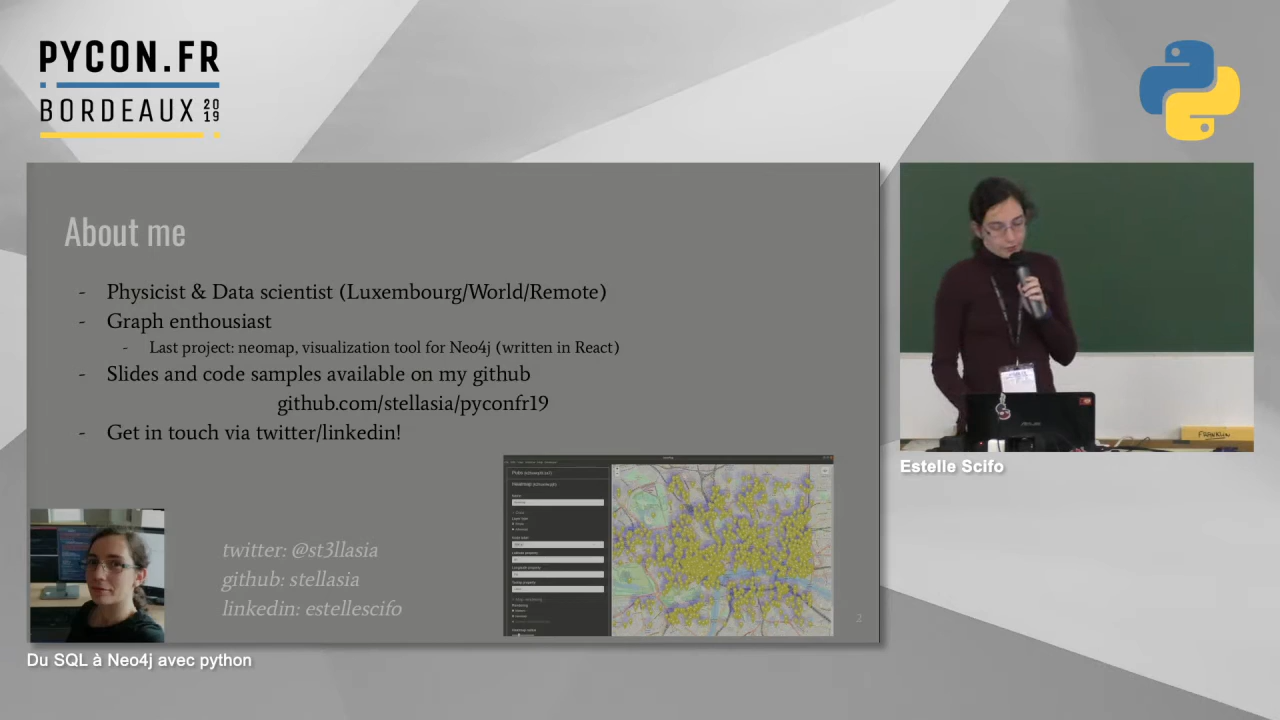 PYCON.FR
BORDEAUX 2019
About me
- Physicist & Data scientist (Luxembourg/World/Remote)
- Graph enthousiast
- Last project: neomap, visualization tool for Neo4j (written in React)
- Slides and code samples available on my github
github.com/stellasia/pyconfr19
- Get in touch via twitter/linkedin!
twitter: @st3llasia
github: stellasia
linkedin: estellescifo
2
Du SQL à Neo4j avec python
ASUS
FRANKLIN
Estelle Scifo